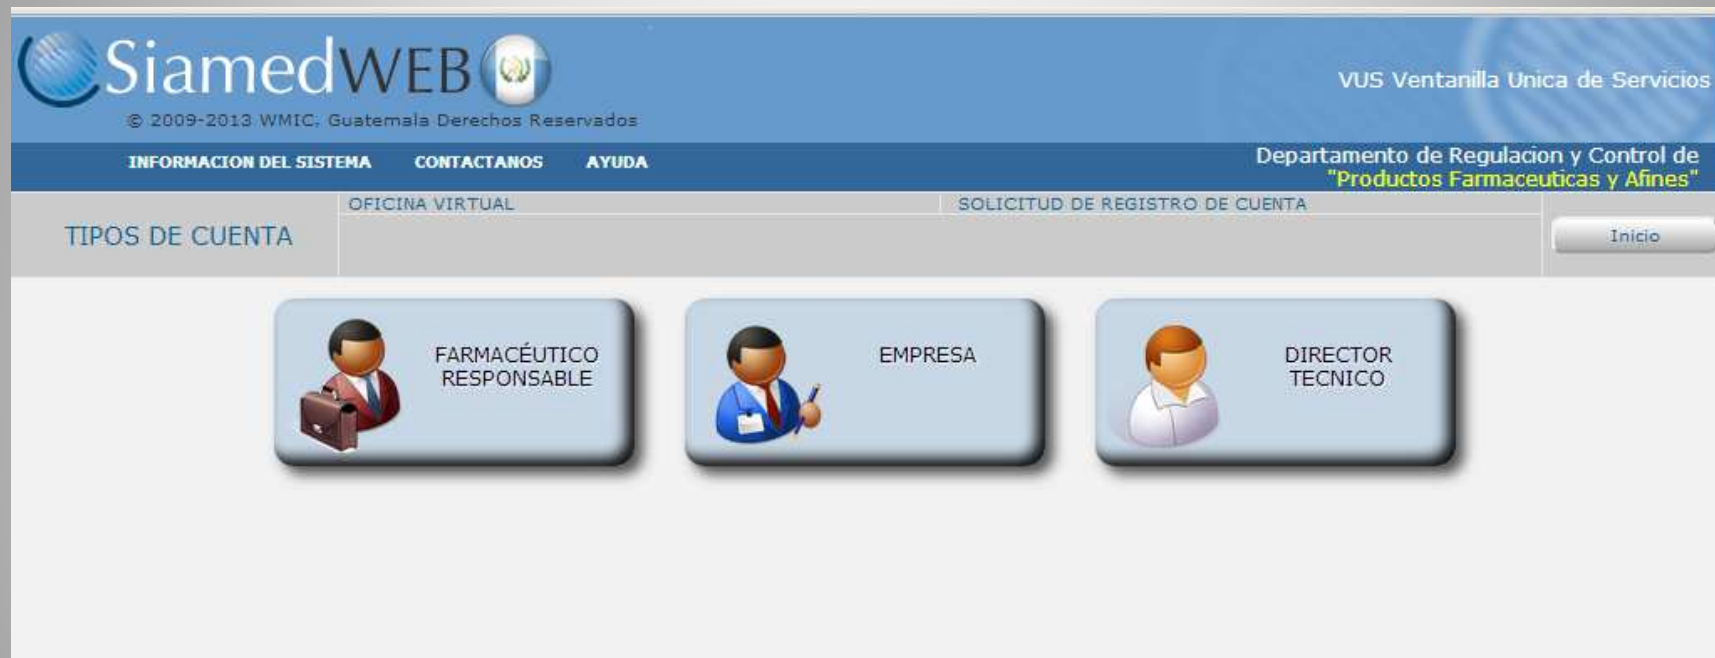 SiamedWEB
© 2009-2013 WMIC, Guatemala Derechos Reservados
VUS Ventanilla Unica de Servicios
INFORMACION DEL SISTEMA CONTACTANOS AYUDA
Departamento de Regulacion y Control de
"Productos Farmaceuticas y Afines"
TIPOS DE CUENTA
OFICINA VIRTUAL
SOLICITUD DE REGISTRO DE CUENTA
Inicio
FARMACÉUTICO
RESPONSABLE
EMPRESA
DIRECTOR
TECNICO